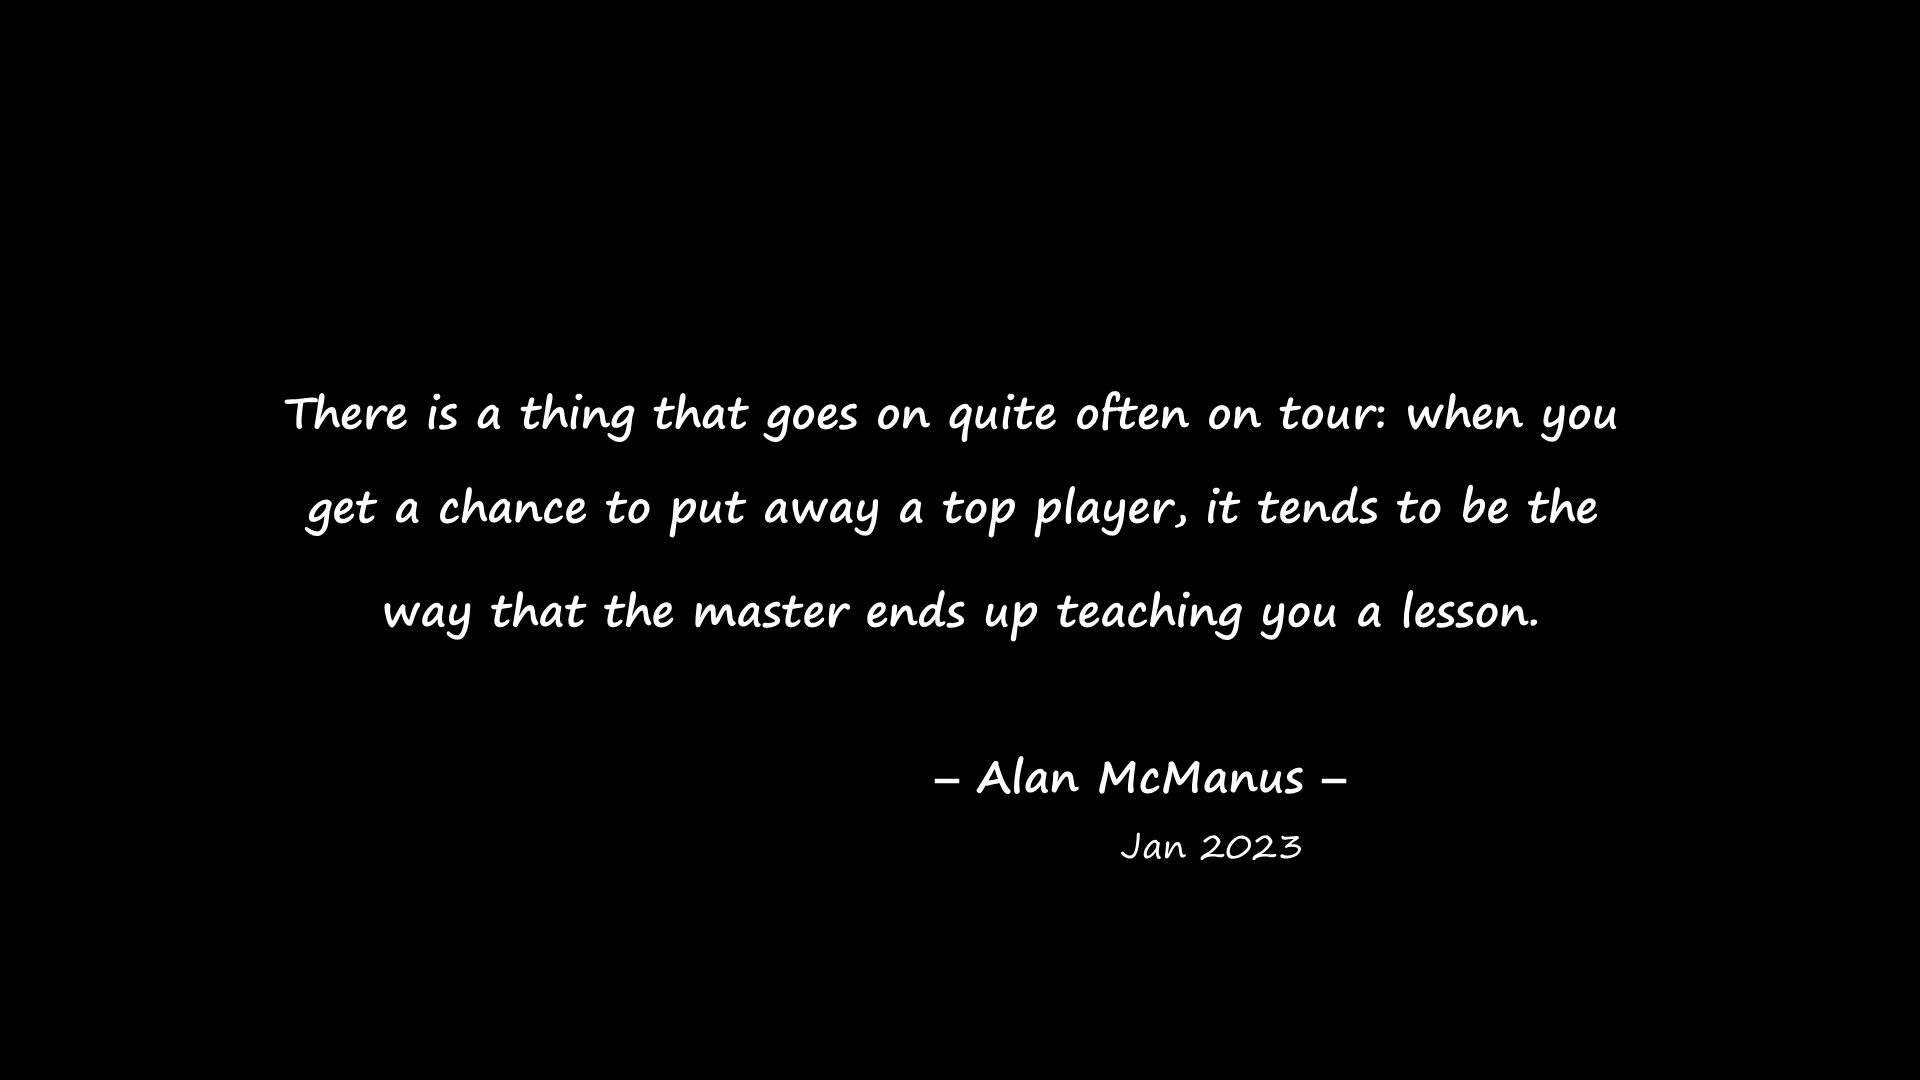 There is a thing that goes on quite often on tour: when you
get a chance to put away a top player, it tends to be the
way that the master ends up teaching you a lesson.
– Alan McManus –
Jan 2023